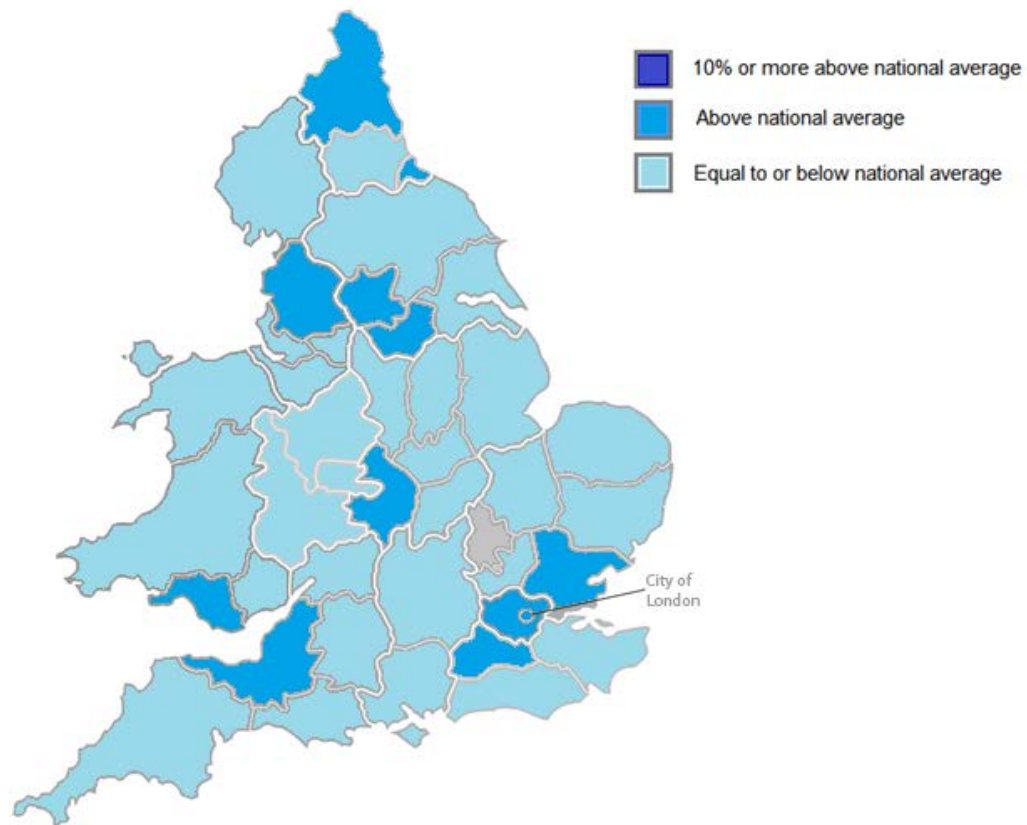 10% or more above national average
Above national average
Equal to or below national average
City of
London